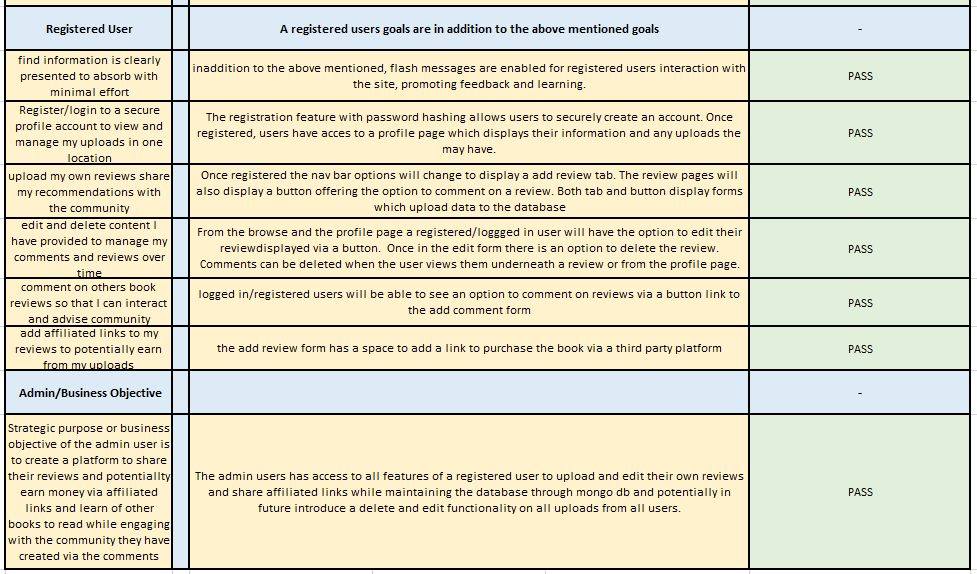 Registered User
A registered users goals are in addition to the above mentioned goals
-
find information is clearly
presented to absorb with
minimal effort
inaddition to the above mentioned, flash messages are enabled for registered users interaction with
the site, promoting feedback and learning.
PASS
Register/login to a secure
profile account to view and
manage my uploads in one
location
The registration feature with password hashing allows users to securely create an account. Once
registered, users have acces to a profile page which displays their information and any uploads the
may have.
PASS
upload my own reviews share
my recommendations with
the community
Once registered the nav bar options will change to display a add review tab. The review pages will
also display a button offering the option to comment on a review. Both tab and button display forms
which upload data to the database
PASS
edit and delete content I
have provided to manage my
comments and reviews over
time
From the browse and the profile page a registered/loggged in user will have the option to edit their
reviewdisplayed via a button. Once in the edit form there is an option to delete the review.
Comments can be deleted when the user views them underneath a review or from the profile page.
PASS
comment on others book
reviews so that I can interact
and advise community
logged in/registered users will be able to see an option to comment on reviews via a button link to
the add comment form
PASS
add affiliated links to my
reviews to potentially earn
from my uploads
the add review form has a space to add a link to purchase the book via a third party platform
PASS
Admin/Business Objective
-
Strategic purpose or business
objective of the admin user is
to create a platform to share
their reviews and potentiallty
earn money via affiliated
links and learn of other
books to read while engaging
with the community they have
created via the comments
The admin users has access to all features of a registered user to upload and edit their own reviews
and share affiliated links while maintaining the database through mongo db and potentially in
future introduce a delete and edit functionality on all uploads from all users.
PASS